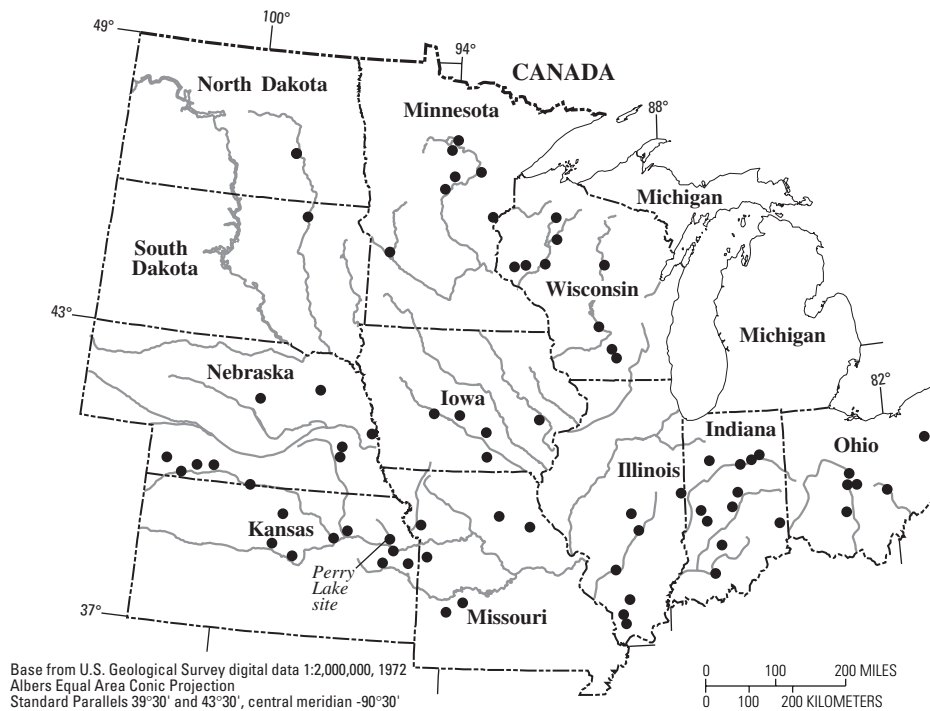 49°
100°
94°
CANADA
North Dakota
Minnesota
88°
Michigan
South
Dakota
Wisconsin
43°
Michigan
Nebraska
82°
Iowa
Indiana
Ohio
Illinois
Kansas
Perry
Lake
site
Missouri
37°
Base from U.S. Geological Survey digital data 1:2,000,000, 1972
Albers Equal Area Conic Projection
Standard Parallels 39°30' and 43°30', central meridian -90°30'
0 100 200 MILES
0 100 200 KILOMETERS